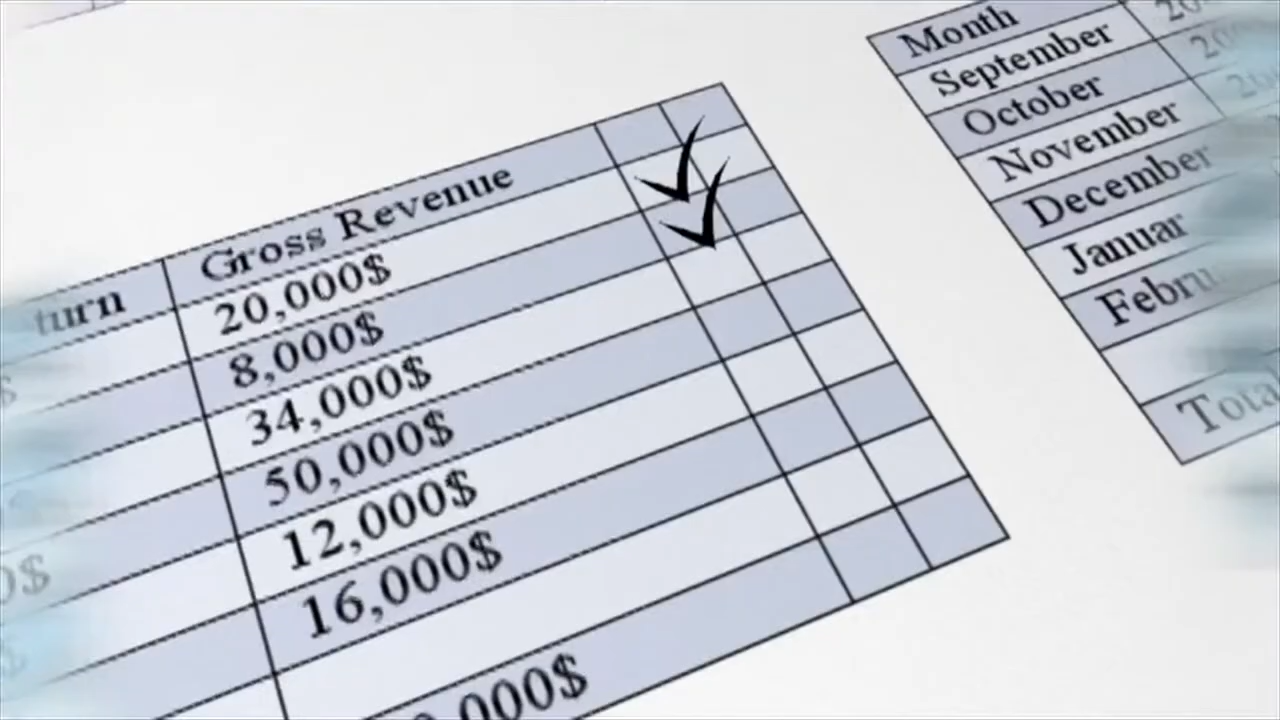 Gross Revenue
20,000$
8,000$
34,000$
50,000$
12,000$
16,000$
Month
September
October
November
December